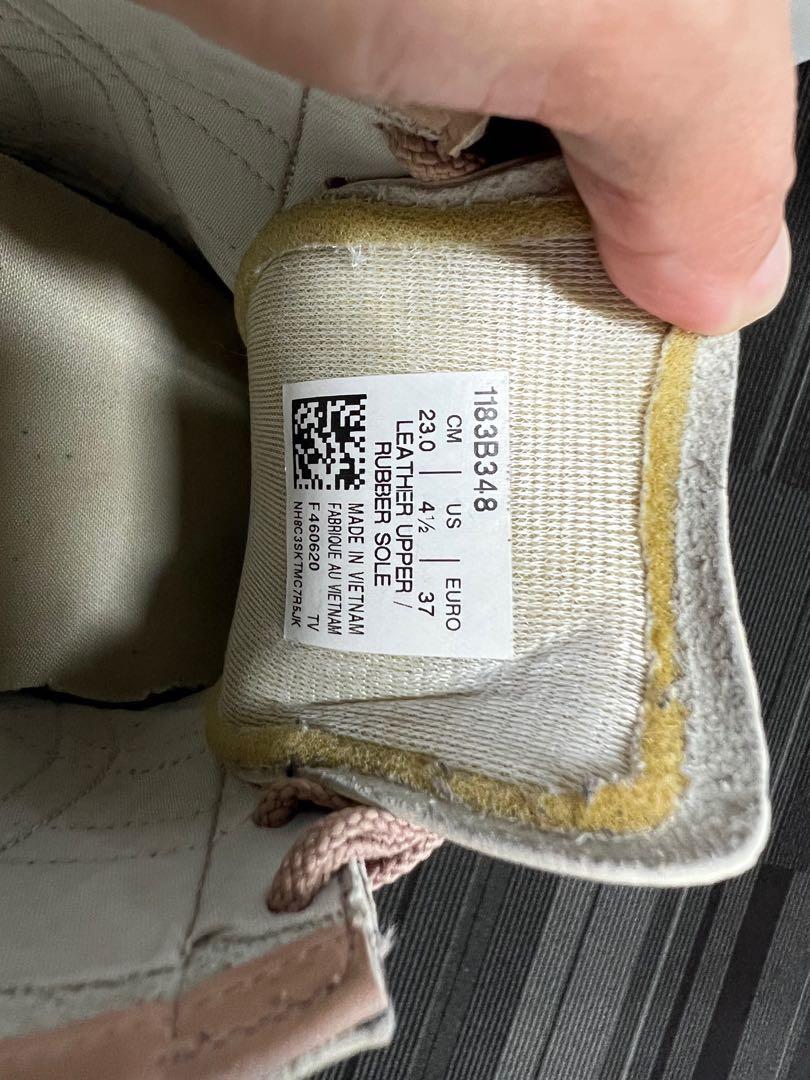 1183B348
CM | US | EURO
23.0 | 4½ | 37
LEATHER UPPER /
RUBBER SOLE
MADE IN VIETNAM
FABRIQUE AU VIETNAM
F460620 TV
NH8C3SKTMC7R5JK